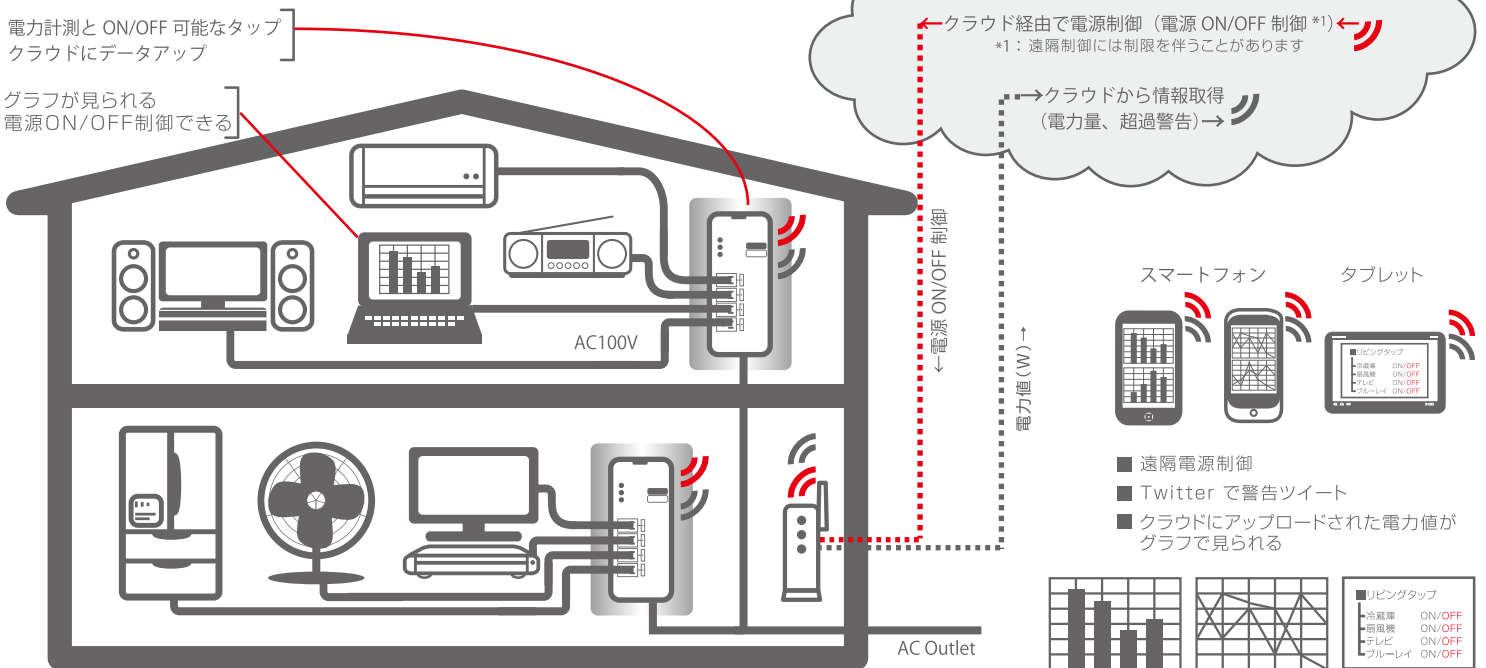 電力計測と ON/OFF 可能なタップ
クラウドにデータアップ
グラフが見られる
電源ON/OFF制御できる
←クラウド経由で電源制御（電源 ON/OFF 制御 *1）←
*1：遠隔制御には制限を伴うことがあります
→クラウドから情報取得
（電力量、超過警告）→
←電源 ON/OFF 制御
電力値（W）→
AC100V
AC Outlet
スマートフォン
タブレット
■リビングタップ
冷蔵庫 ON/OFF
扇風機 ON/OFF
テレビ ON/OFF
ブルーレイ ON/OFF
■ 遠隔電源制御
■ Twitter で警告ツイート
■ クラウドにアップロードされた電力値が
グラフで見られる
■リビングタップ
冷蔵庫 ON/OFF
扇風機 ON/OFF
テレビ ON/OFF
ブルーレイ ON/OFF